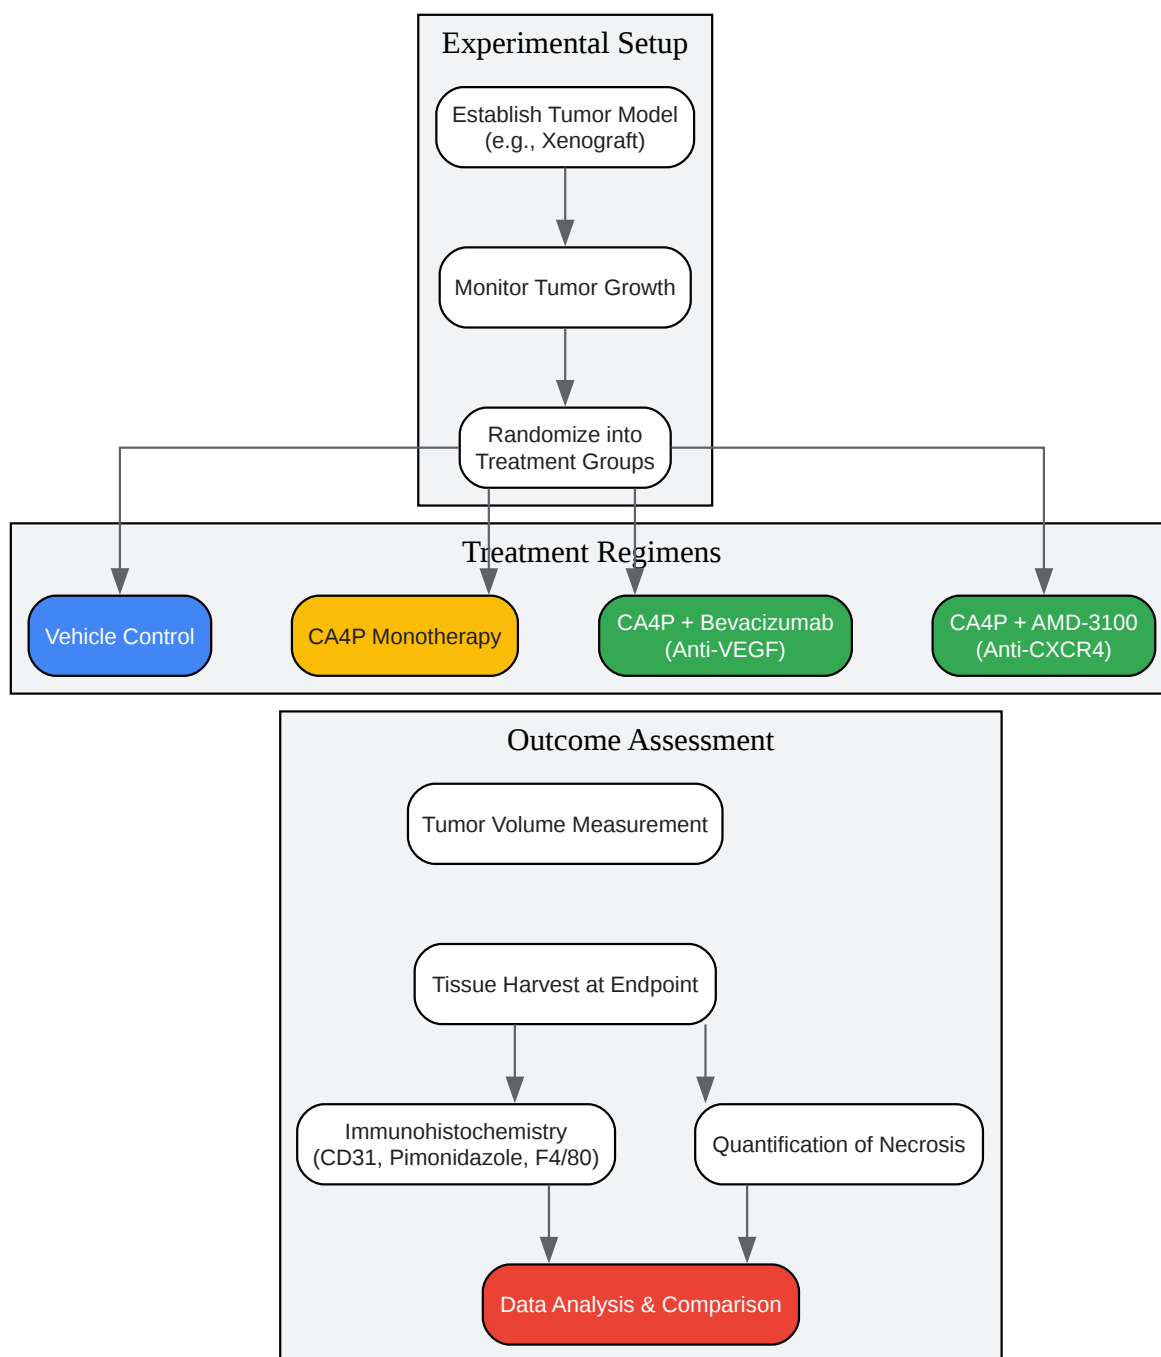 Experimental Setup
Establish Tumor Model
(e.g., Xenograft)
Monitor Tumor Growth
Randomize into
Treatment Groups
Treatment Regimens
Vehicle Control
CA4P Monotherapy
CA4P + Bevacizumab
(Anti-VEGF)
CA4P + AMD-3100
(Anti-CXCR4)
Outcome Assessment
Tumor Volume Measurement
Tissue Harvest at Endpoint
Immunohistochemistry
(CD31, Pimonidazole, F4/80)
Quantification of Necrosis
Data Analysis & Comparison